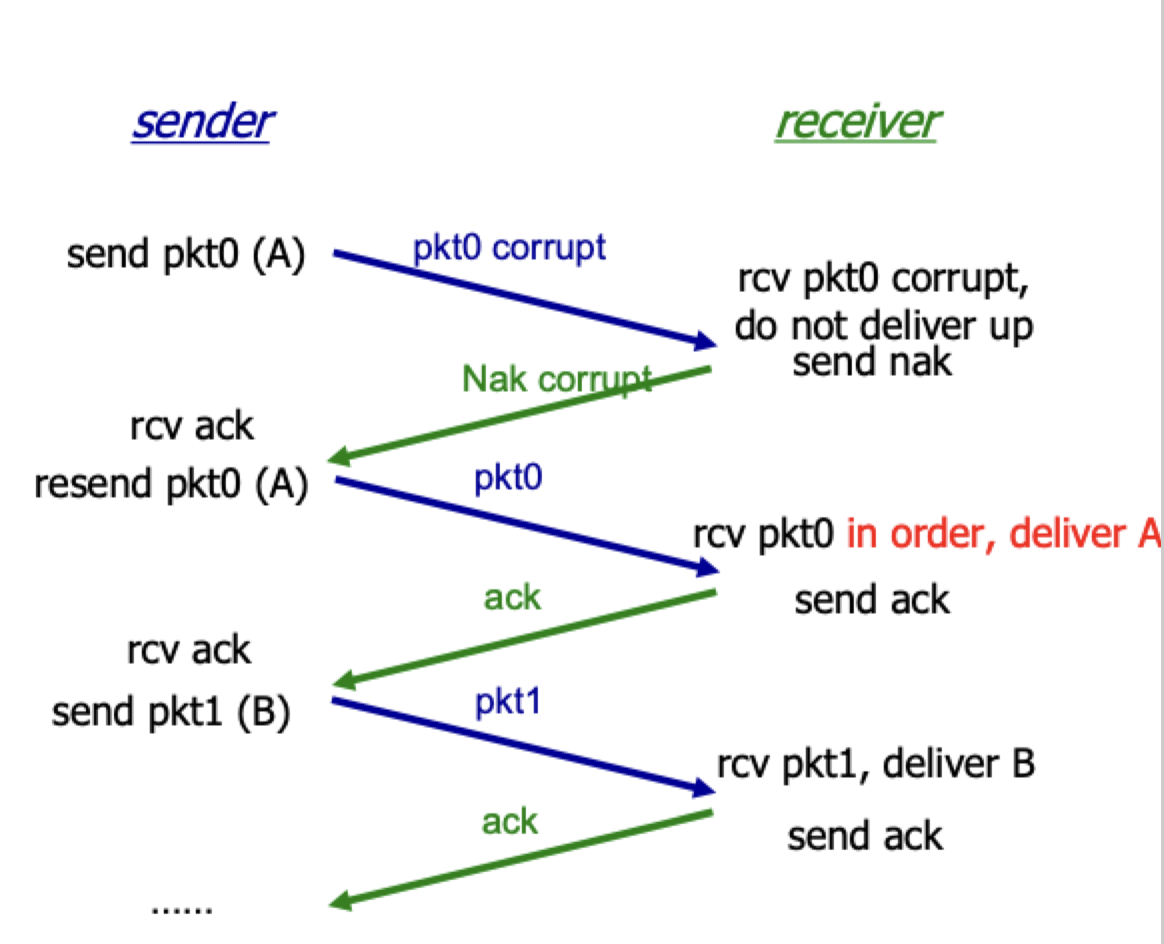 sender
receiver
send pkt0 (A)
pkt0 corrupt
rcv pkt0 corrupt,
do not deliver up
send nak
Nak corrupt
rcv ack
resend pkt0 (A)
pkt0
rcv pkt0 in order, deliver A
send ack
ack
rcv ack
send pkt1 (B)
pkt1
rcv pkt1, deliver B
send ack
ack
......